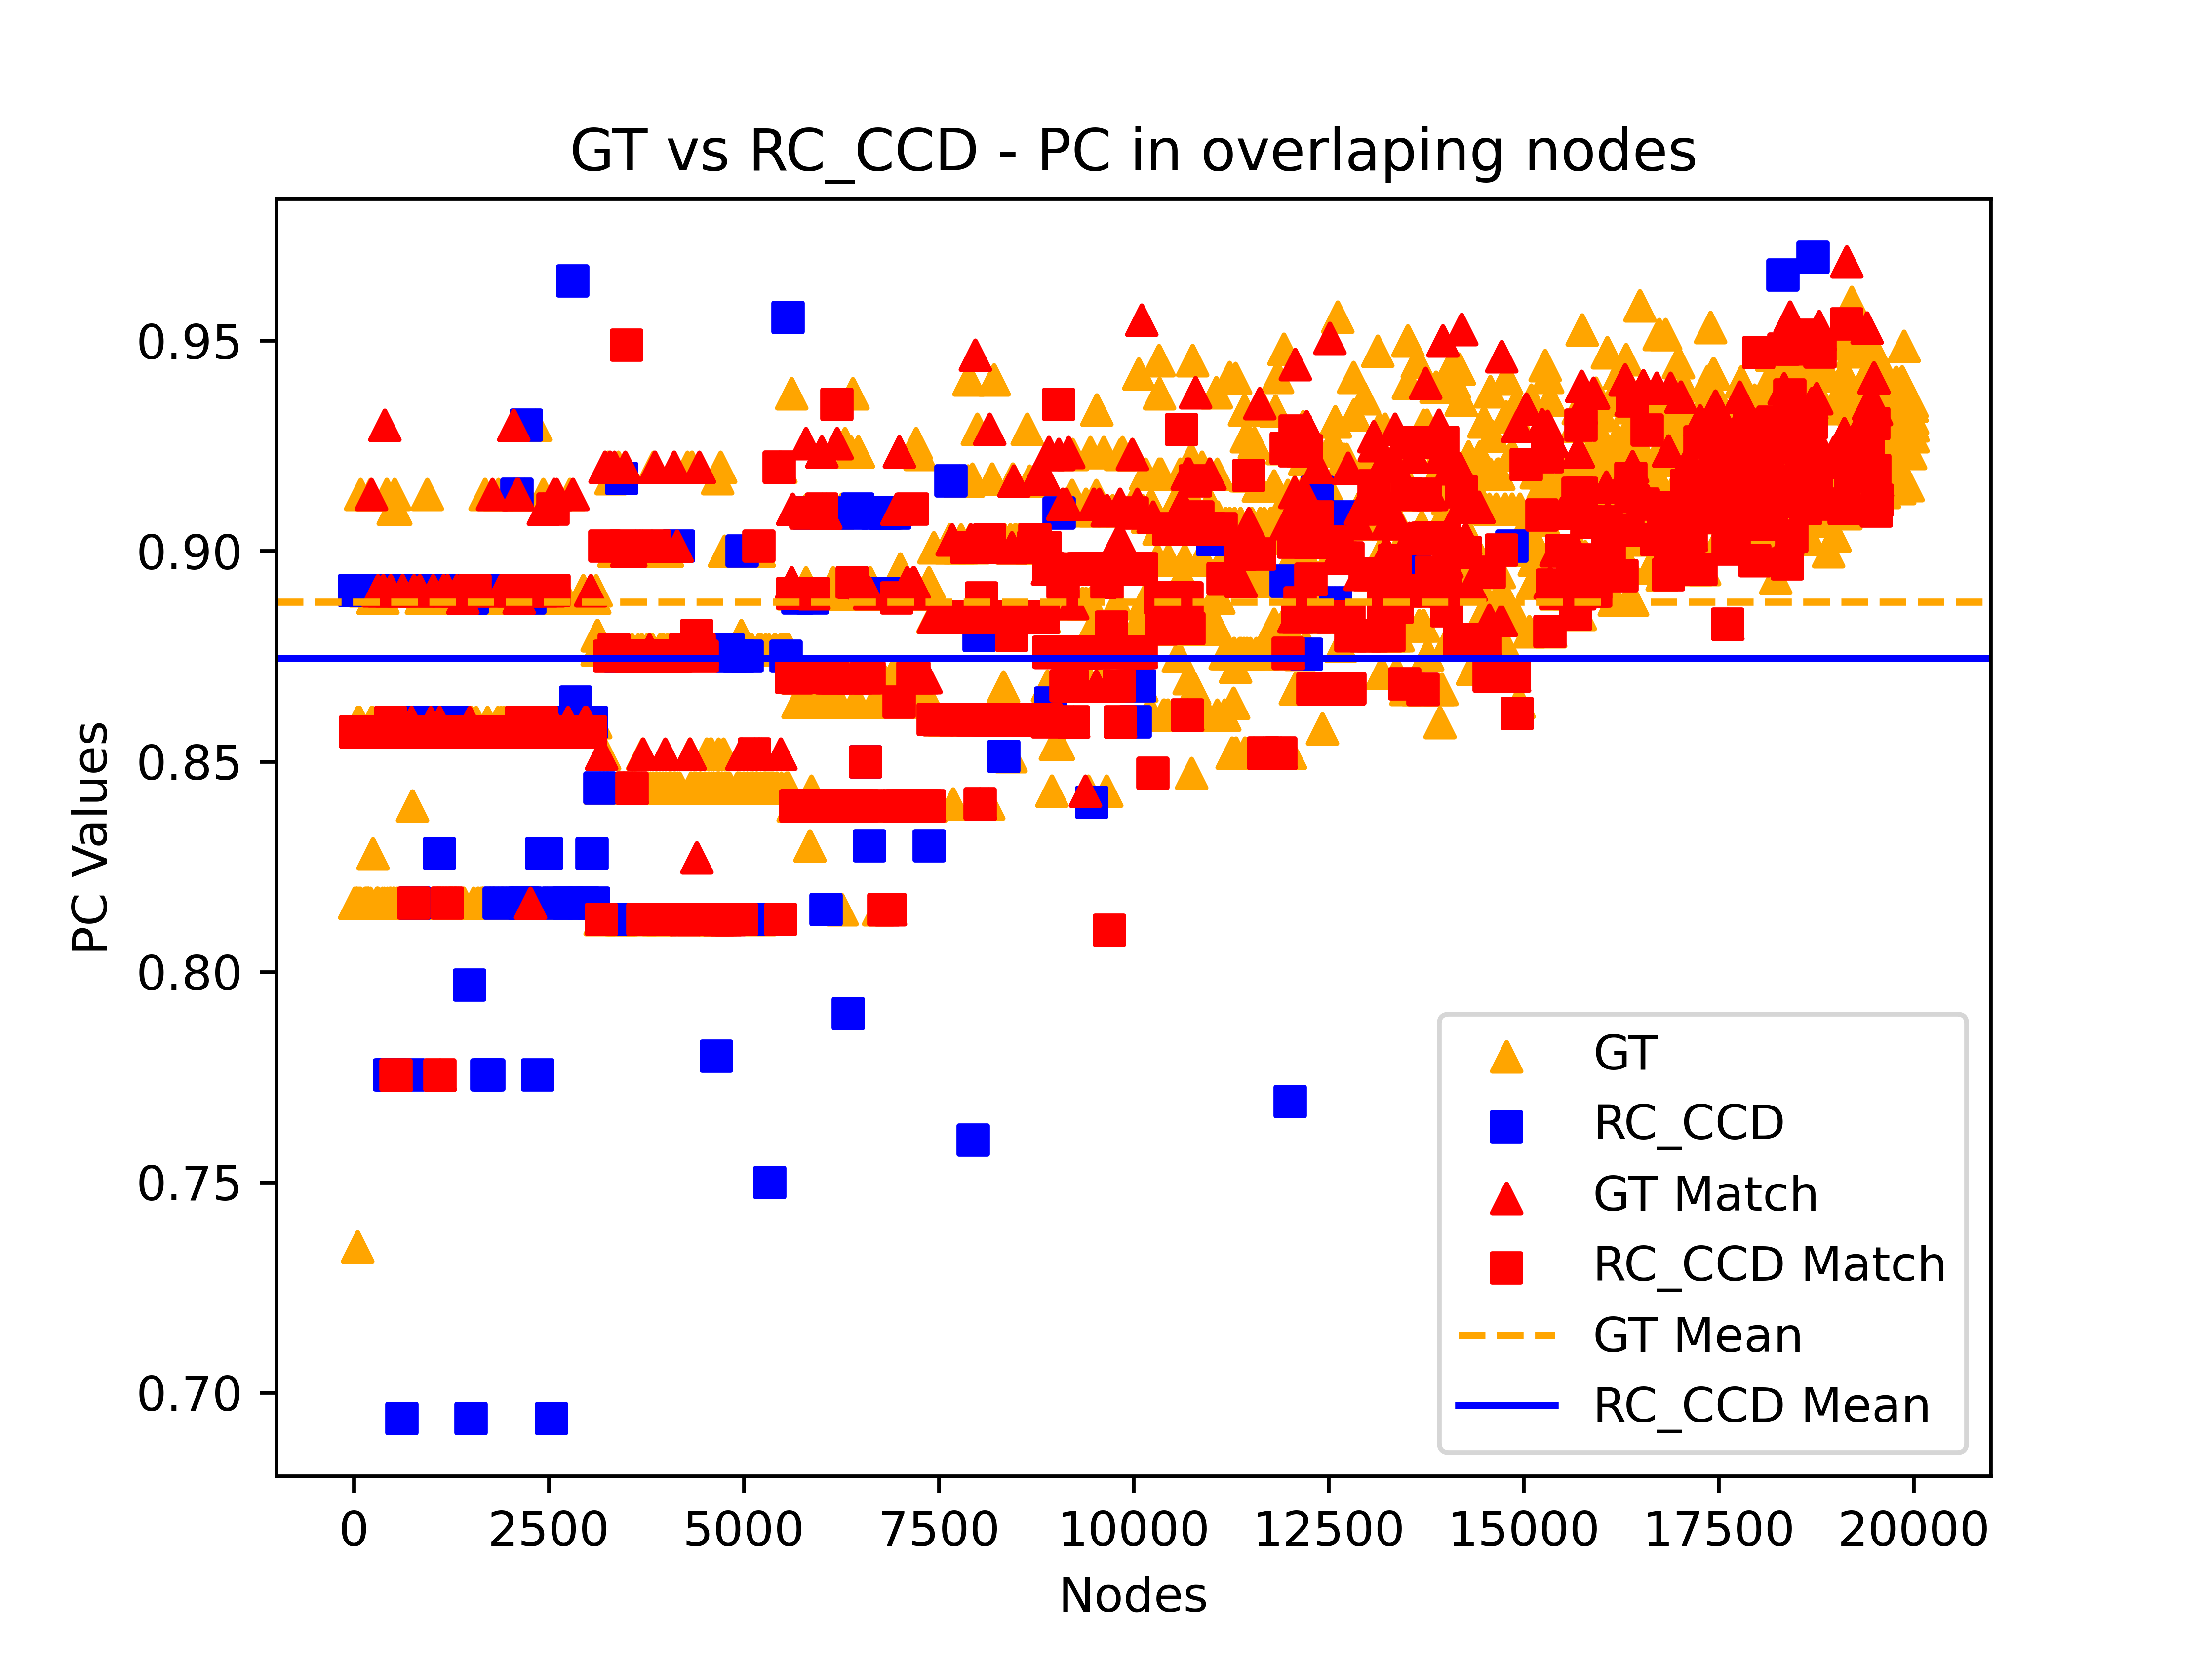 GT vs RC_CCD - PC in overlaping nodes
PC Values
0.95
0.90
0.85
0.80
0.75
0.70
GT
RC_CCD
GT Match
RC_CCD Match
GT Mean
RC_CCD Mean
0 2500 5000 7500 10000 12500 15000 17500 20000
Nodes